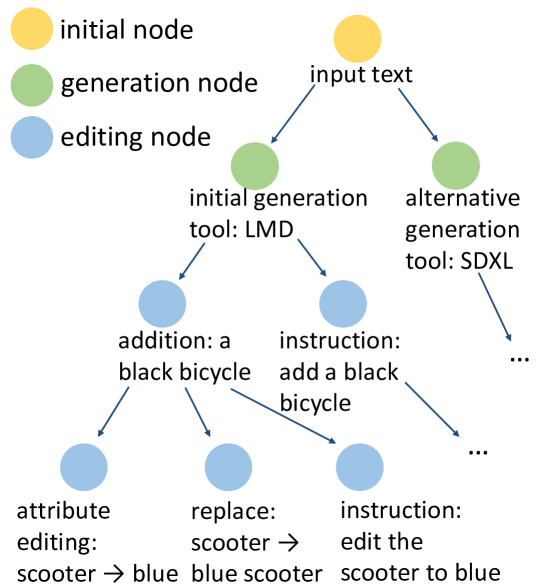 initial node
generation node
editing node
input text
initial generation
tool: LMD
alternative
generation
tool: SDXL
addition: a
black bicycle
instruction:
add a black
bicycle
...
...
attribute
editing:
scooter → blue
replace:
scooter →
blue scooter
instruction:
edit the
scooter to blue